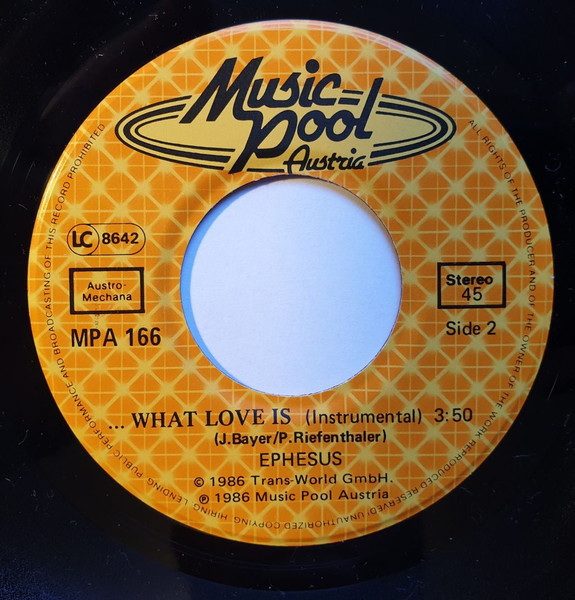 Music
Pool
Austria
LC 8642
Austro-
Mechana
MPA 166
Stereo
45
Side 2
... WHAT LOVE IS (Instrumental) 3:50
(J.Bayer/P.Riefenthaler)
EPHESUS
© 1986 Trans-World GmbH.
℗ 1986 Music Pool Austria
ALL RIGHTS OF THE PRODUCER AND OF THE OWNER OF THE WORK REPRODUCED RESERVED! UNAUTHORIZED COPYING, HIRING, LENDING, PUBLIC PERFORMANCE AND BROADCASTING OF THIS RECORD PROHIBITED